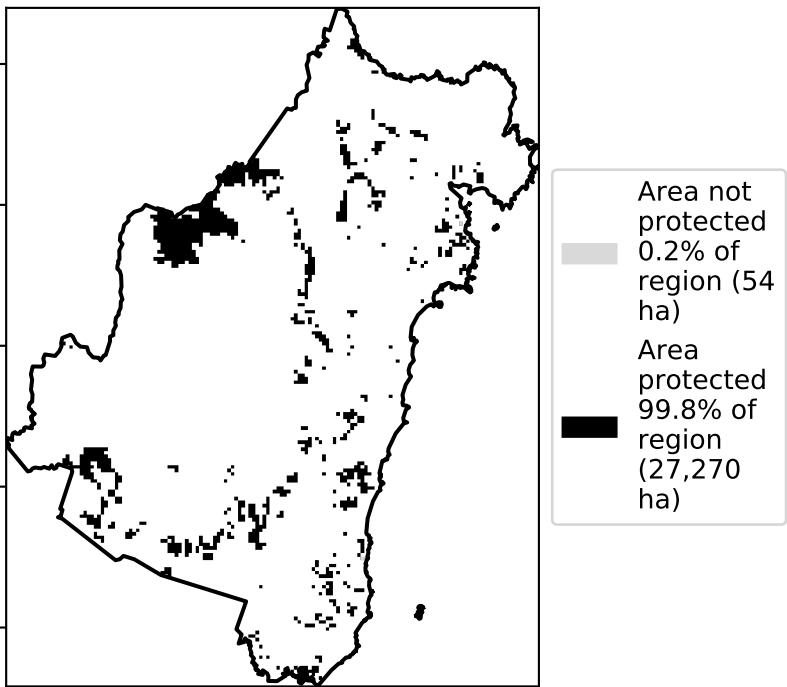 Area not
protected
0.2% of
region (54
ha)
Area
protected
99.8% of
region
(27,270
ha)